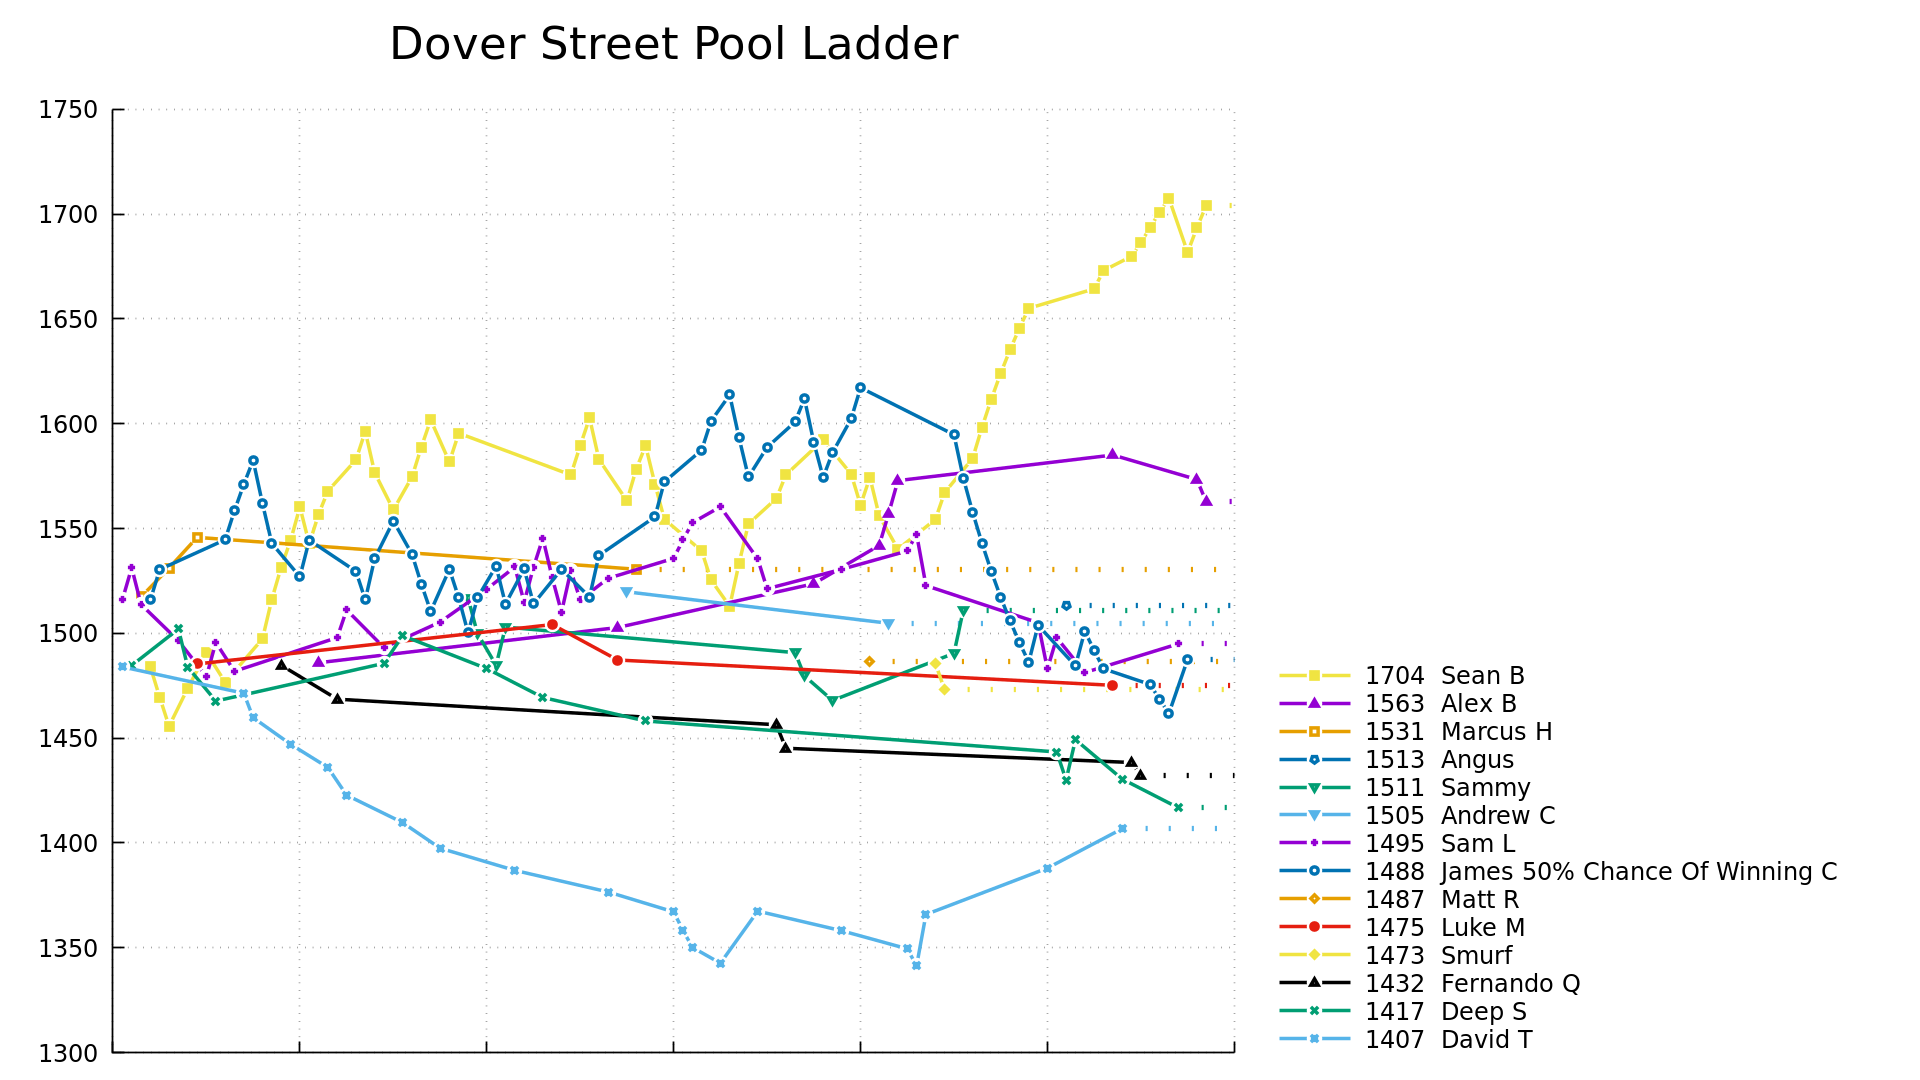 Dover Street Pool Ladder
1750
1700
1650
1600
1550
1500
1450
1400
1350
1300
1704 Sean B
1563 Alex B
1531 Marcus H
1513 Angus
1511 Sammy
1505 Andrew C
1495 Sam L
1488 James 50% Chance Of Winning C
1487 Matt R
1475 Luke M
1473 Smurf
1432 Fernando Q
1417 Deep S
1407 David T